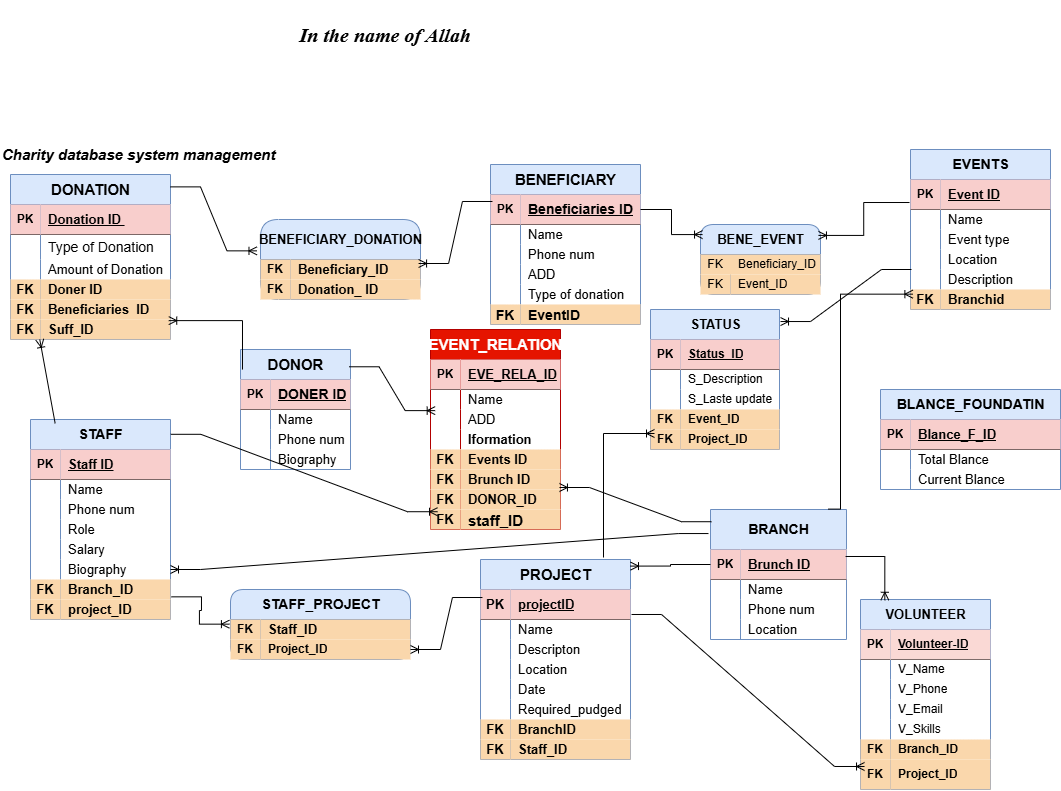 In the name of Allah
Charity database system management
DONATION
PK Donation ID
Type of Donation
Amount of Donation
FK Doner ID
FK Beneficiaries ID
FK Suff_ID
BENEFICIARY_DONATION
FK Beneficiary_ID
FK Donation_ ID
BENEFICIARY
PK Beneficiaries ID
Name
Phone num
ADD
Type of donation
FK EventID
BENE_EVENT
FK Beneficiary_ID
FK Event_ID
EVENTS
PK Event ID
Name
Event type
Location
Description
FK Branchid
STATUS
PK Status_ID
S_Description
S_Laste update
FK Event_ID
FK Project_ID
DONOR
PK DONER ID
Name
Phone num
Biography
EVENT_RELATION
PK EVE_RELA_ID
Name
ADD
Iformation
FK Events ID
FK Brunch ID
FK DONOR_ID
FK staff_ID
BLANCE_FOUNDATIN
PK Blance_F_ID
Total Blance
Current Blance
STAFF
PK Staff ID
Name
Phone num
Role
Salary
Biography
FK Branch_ID
FK project_ID
STAFF_PROJECT
FK Staff_ID
FK Project_ID
PROJECT
PK projectID
Name
Descripton
Location
Date
Required_pudged
FK BranchID
FK Staff_ID
BRANCH
PK Brunch ID
Name
Phone num
Location
VOLUNTEER
PK Volunteer-ID
V_Name
V_Phone
V_Email
V_Skills
FK Branch_ID
FK Project_ID